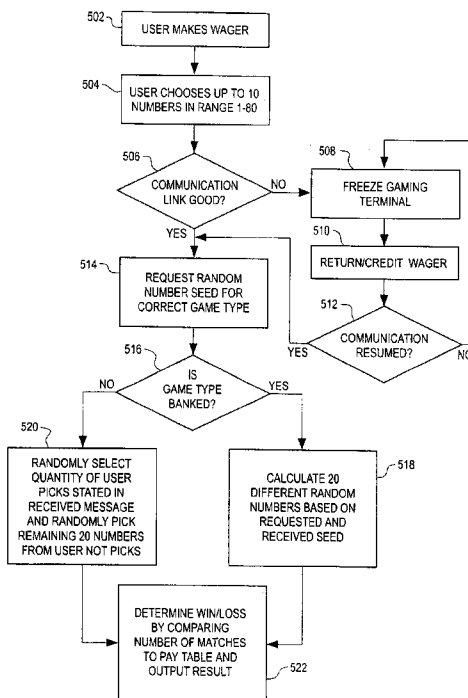 502
USER MAKES WAGER
504
USER CHOOSES UP TO 10
NUMBERS IN RANGE 1-80
506
COMMUNICATION
LINK GOOD?
NO
YES
508
FREEZE GAMING
TERMINAL
510
RETURN/CREDIT WAGER
512
COMMUNICATION
RESUMED?
YES
NO
514
REQUEST RANDOM
NUMBER SEED FOR
CORRECT GAME TYPE
516
IS
GAME TYPE
BANKED?
NO
YES
520
RANDOMLY SELECT
QUANTITY OF USER
PICKS STATED IN
RECEIVED MESSAGE
AND RANDOMLY PICK
REMAINING 20 NUMBERS
FROM USER NOT PICKS
518
CALCULATE 20
DIFFERENT RANDOM
NUMBERS BASED ON
REQUESTED AND
RECEIVED SEED
DETERMINE WIN/LOSS
BY COMPARING
NUMBER OF MATCHES
TO PAY TABLE AND
OUTPUT RESULT
522